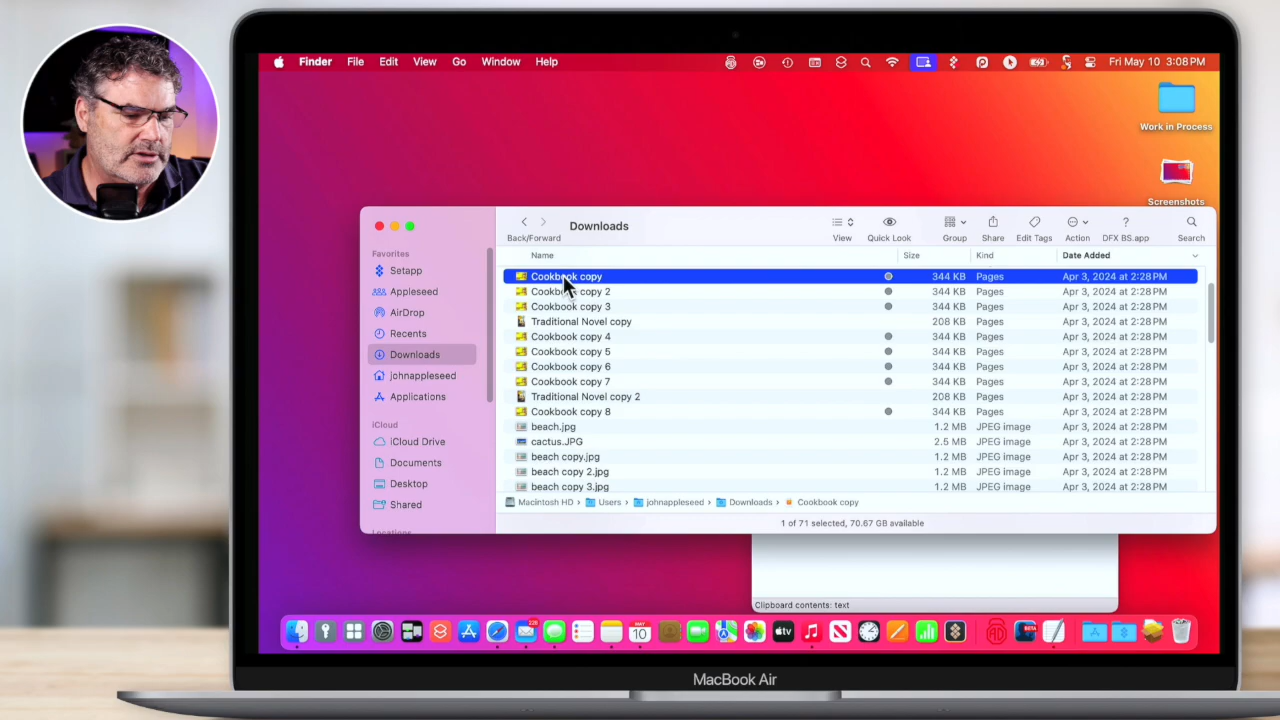 Finder File Edit View Go Window Help Fri May 10 3:08 PM
Work in Process
Screenshots
Downloads
Back/Forward View Quick Look Group Share Edit Tags Action DFX BS.app Search
Favorites
Setapp
Appleseed
AirDrop
Recents
Downloads
johnappleseed
Applications
iCloud
iCloud Drive
Documents
Desktop
Shared
Locations
Name Size Kind Date Added
Cookbook copy 344 KB Pages Apr 3, 2024 at 2:28 PM
Cookbook copy 2 344 KB Pages Apr 3, 2024 at 2:28 PM
Cookbook copy 3 344 KB Pages Apr 3, 2024 at 2:28 PM
Traditional Novel copy 208 KB Pages Apr 3, 2024 at 2:28 PM
Cookbook copy 4 344 KB Pages Apr 3, 2024 at 2:28 PM
Cookbook copy 5 344 KB Pages Apr 3, 2024 at 2:28 PM
Cookbook copy 6 344 KB Pages Apr 3, 2024 at 2:28 PM
Cookbook copy 7 344 KB Pages Apr 3, 2024 at 2:28 PM
Traditional Novel copy 2 208 KB Pages Apr 3, 2024 at 2:28 PM
Cookbook copy 8 344 KB Pages Apr 3, 2024 at 2:28 PM
beach.jpg 1.2 MB JPEG image Apr 3, 2024 at 2:28 PM
cactus.JPG 2.5 MB JPEG image Apr 3, 2024 at 2:28 PM
beach copy.jpg 1.2 MB JPEG image Apr 3, 2024 at 2:28 PM
beach copy 2.jpg 1.2 MB JPEG image Apr 3, 2024 at 2:28 PM
beach copy 3.jpg 1.2 MB JPEG image Apr 3, 2024 at 2:28 PM
Macintosh HD › Users › johnappleseed › Downloads › Cookbook copy
1 of 71 selected, 70.67 GB available
Clipboard contents: text
228
MAY
10
tv
BETA
MacBook Air